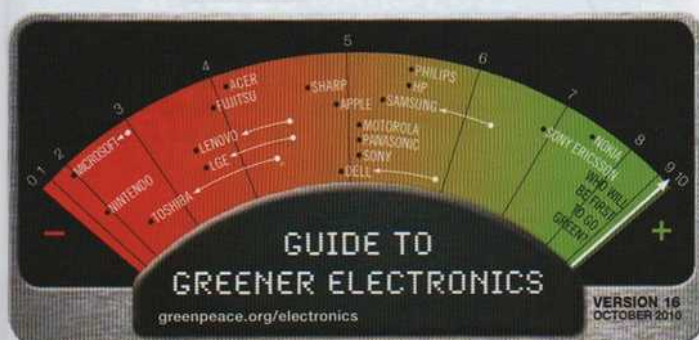 0
1
2
3
4
5
6
7
8
9
10
MICROSOFT
NINTENDO
TOSHIBA
LENOVO
LGE
ACER
FUJITSU
SHARP
APPLE
PHILIPS
HP
SAMSUNG
MOTOROLA
PANASONIC
SONY
DELL
SONY ERICSSON
NOKIA
WHO WILL
BE FIRST
TO GO
GREEN?
−
+
GUIDE TO
GREENER ELECTRONICS
greenpeace.org/electronics
VERSION 16
OCTOBER 2010